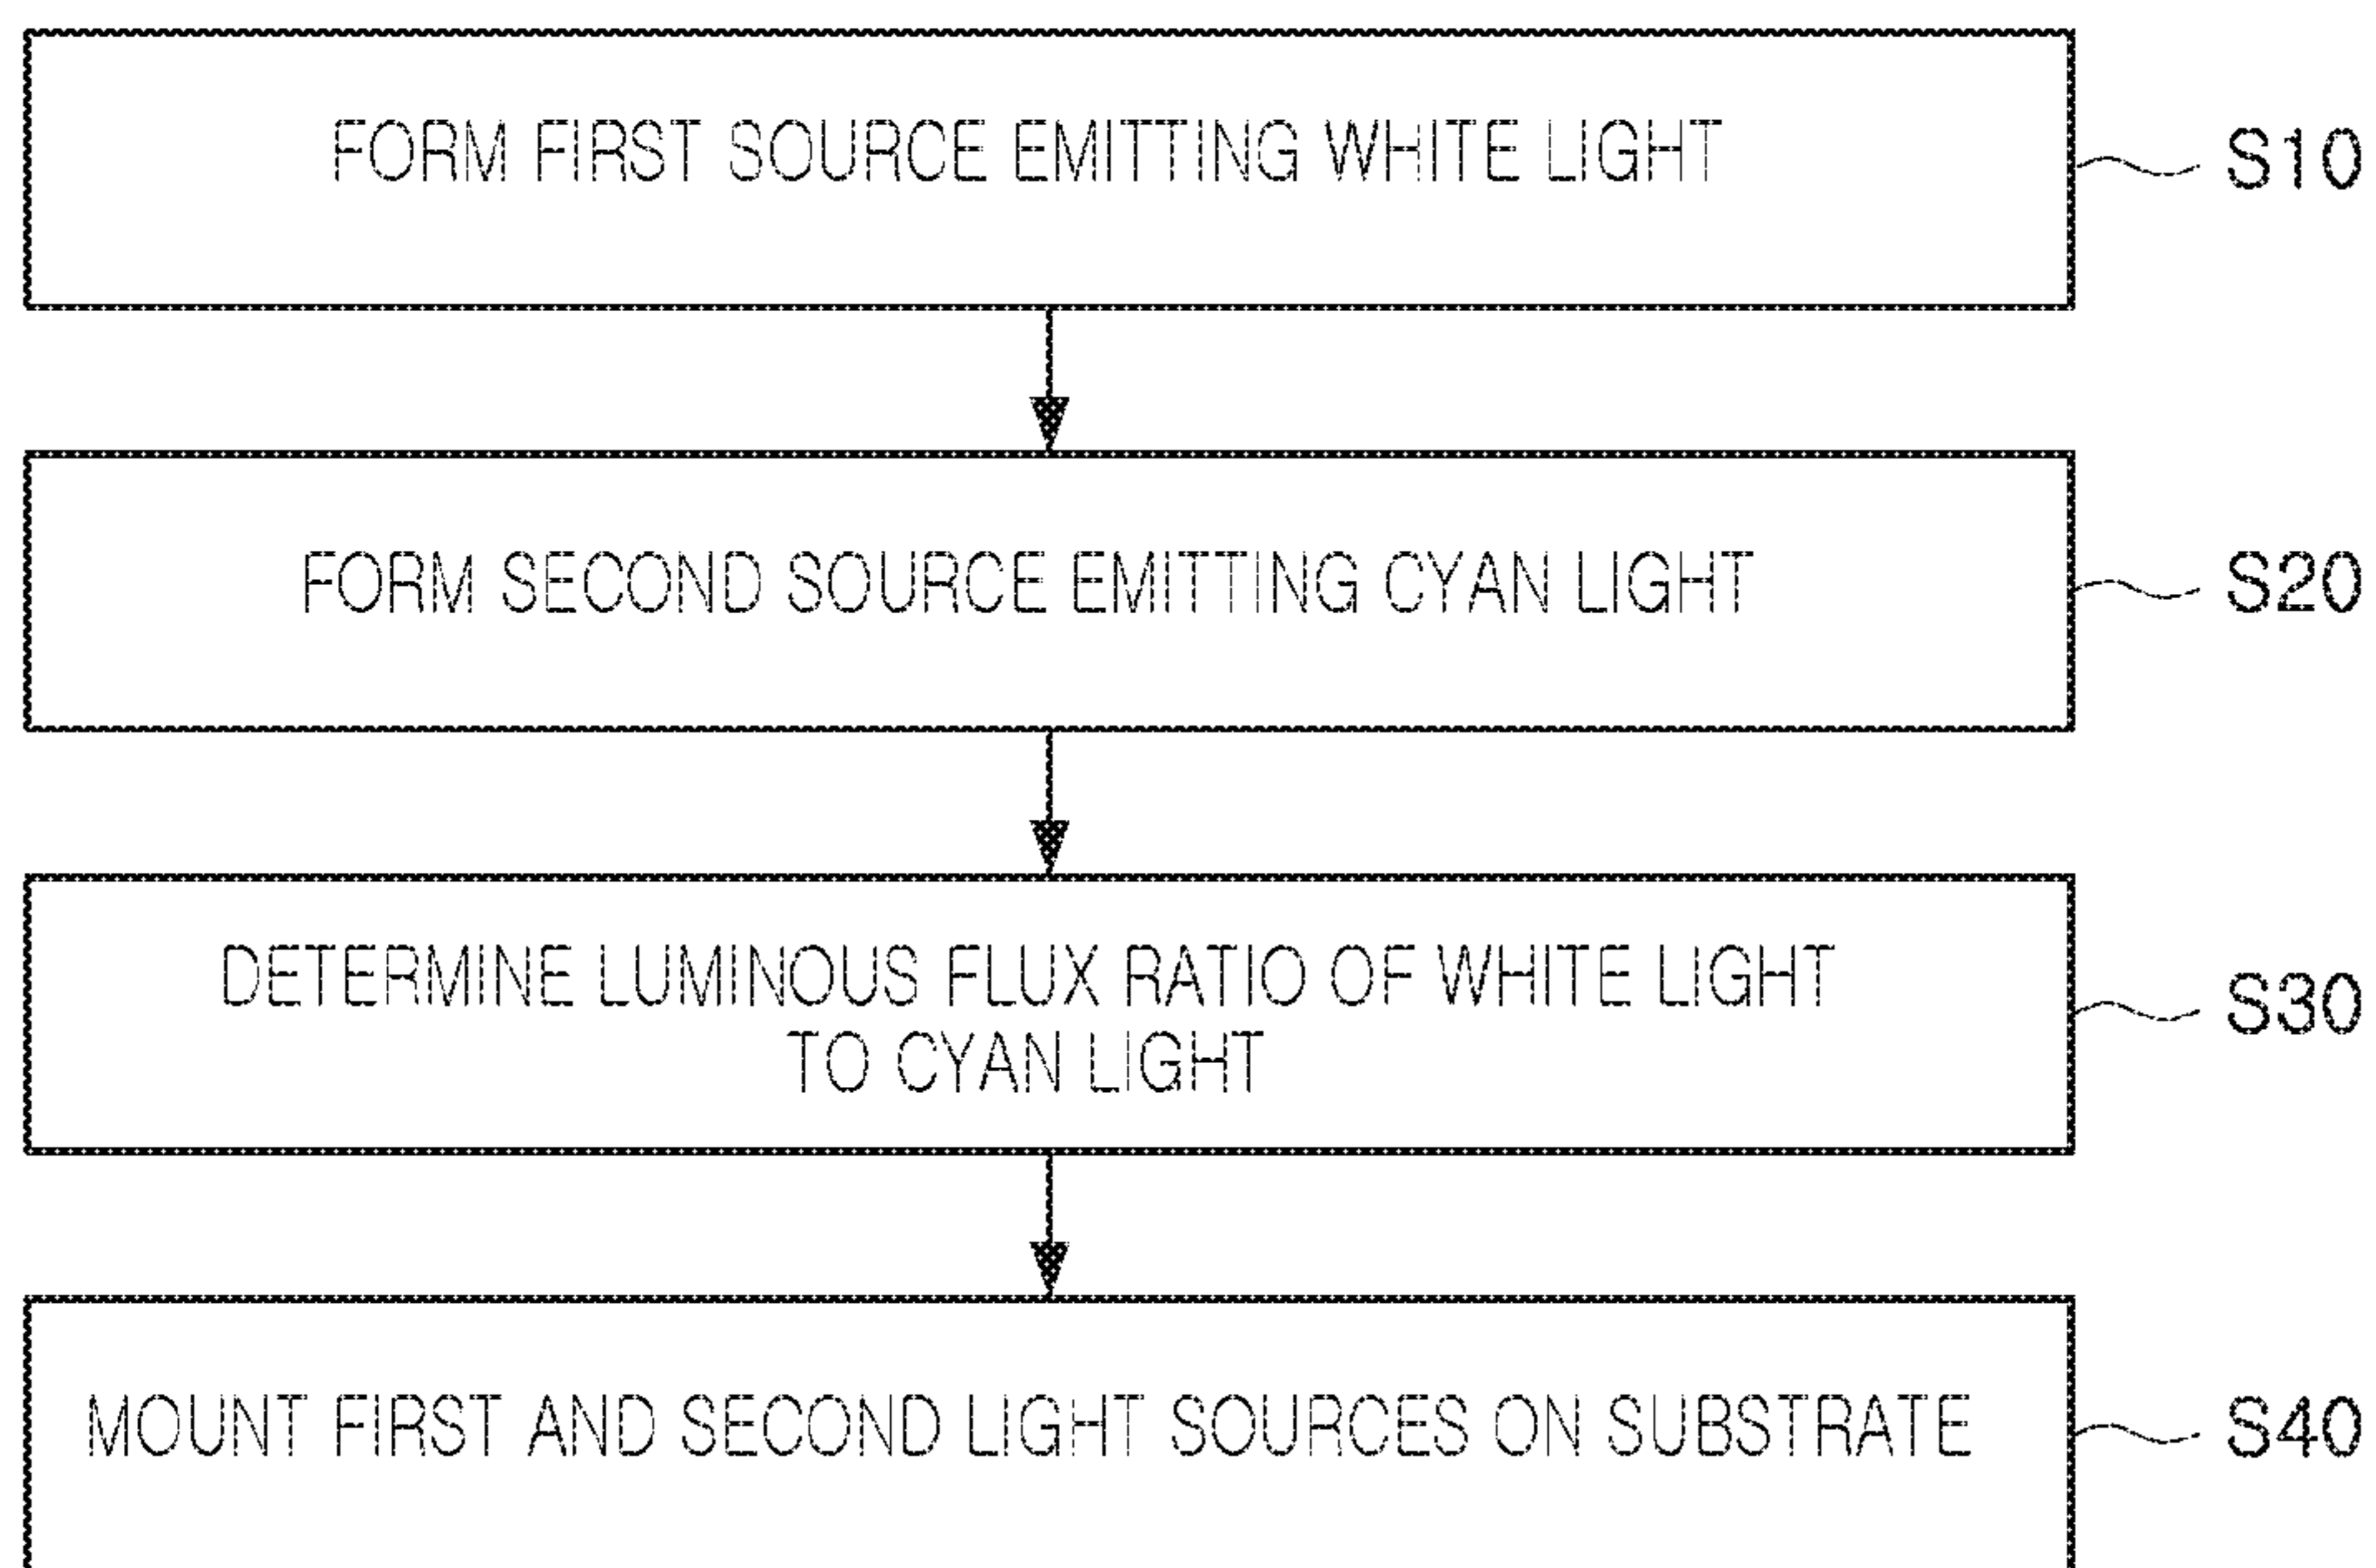 FORM FIRST SOURCE EMITTING WHITE LIGHT
S10
FORM SECOND SOURCE EMITTING CYAN LIGHT
S20
DETERMINE LUMINOUS FLUX RATIO OF WHITE LIGHT
TO CYAN LIGHT
S30
MOUNT FIRST AND SECOND LIGHT SOURCES ON SUBSTRATE
S40